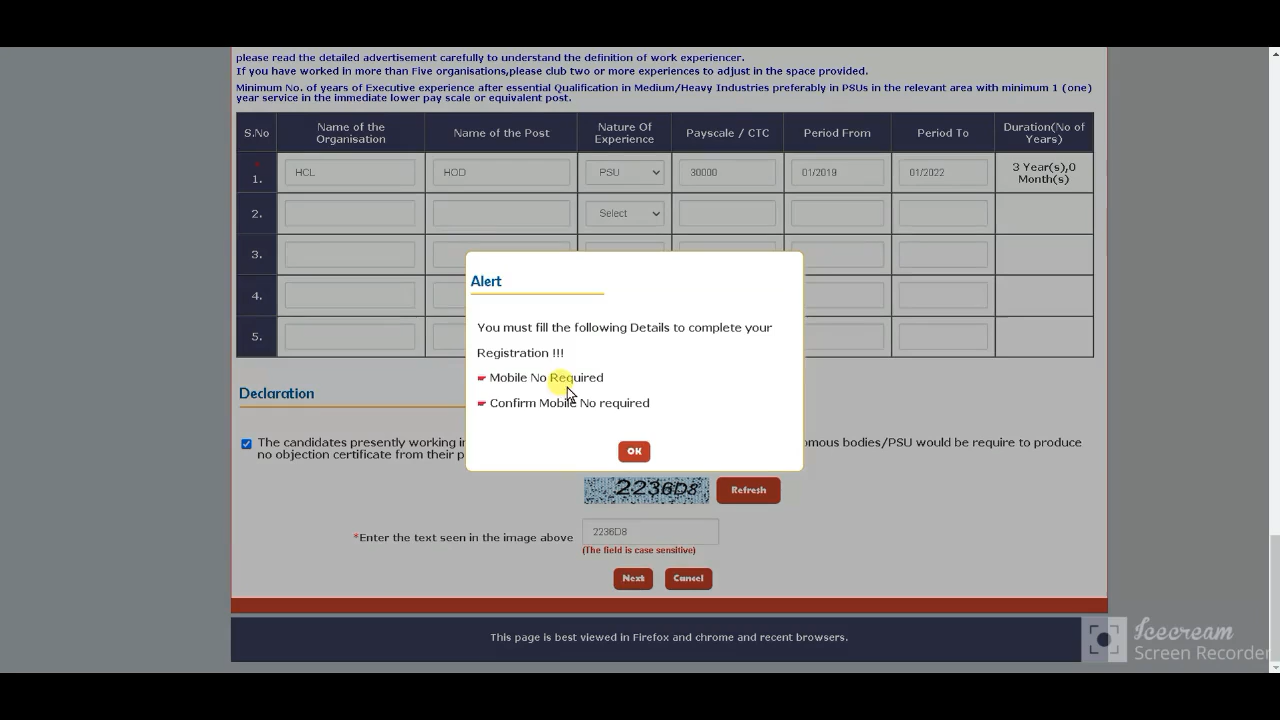 please read the detailed advertisement carefully to understand the definition of work experiencer.
If you have worked in more than Five organisations,please club two or more experiences to adjust in the space provided.
Minimum No. of years of Executive experience after essential Qualification in Medium/Heavy Industries preferably in PSUs in the relevant area with minimum 1 (one)
year service in the immediate lower pay scale or equivalent post.
S.No
Name of the
Organisation
Name of the Post
Nature Of
Experience
Payscale / CTC
Period From
Period To
Duration(No of
Years)
*
1.
HCL
HOD
PSU
30000
01/2019
01/2022
3 Year(s),0
Month(s)
2.
Select
3.
4.
5.
Alert
You must fill the following Details to complete your
Registration !!!
Mobile No Required
Confirm Mobile No required
OK
Declaration
The candidates presently working in omous bodies/PSU would be require to produce
no objection certificate from their p
2236D8
Refresh
*Enter the text seen in the image above
2236D8
(The field is case sensitive)
Next
Cancel
This page is best viewed in Firefox and chrome and recent browsers.
Icecream
Screen Recorder